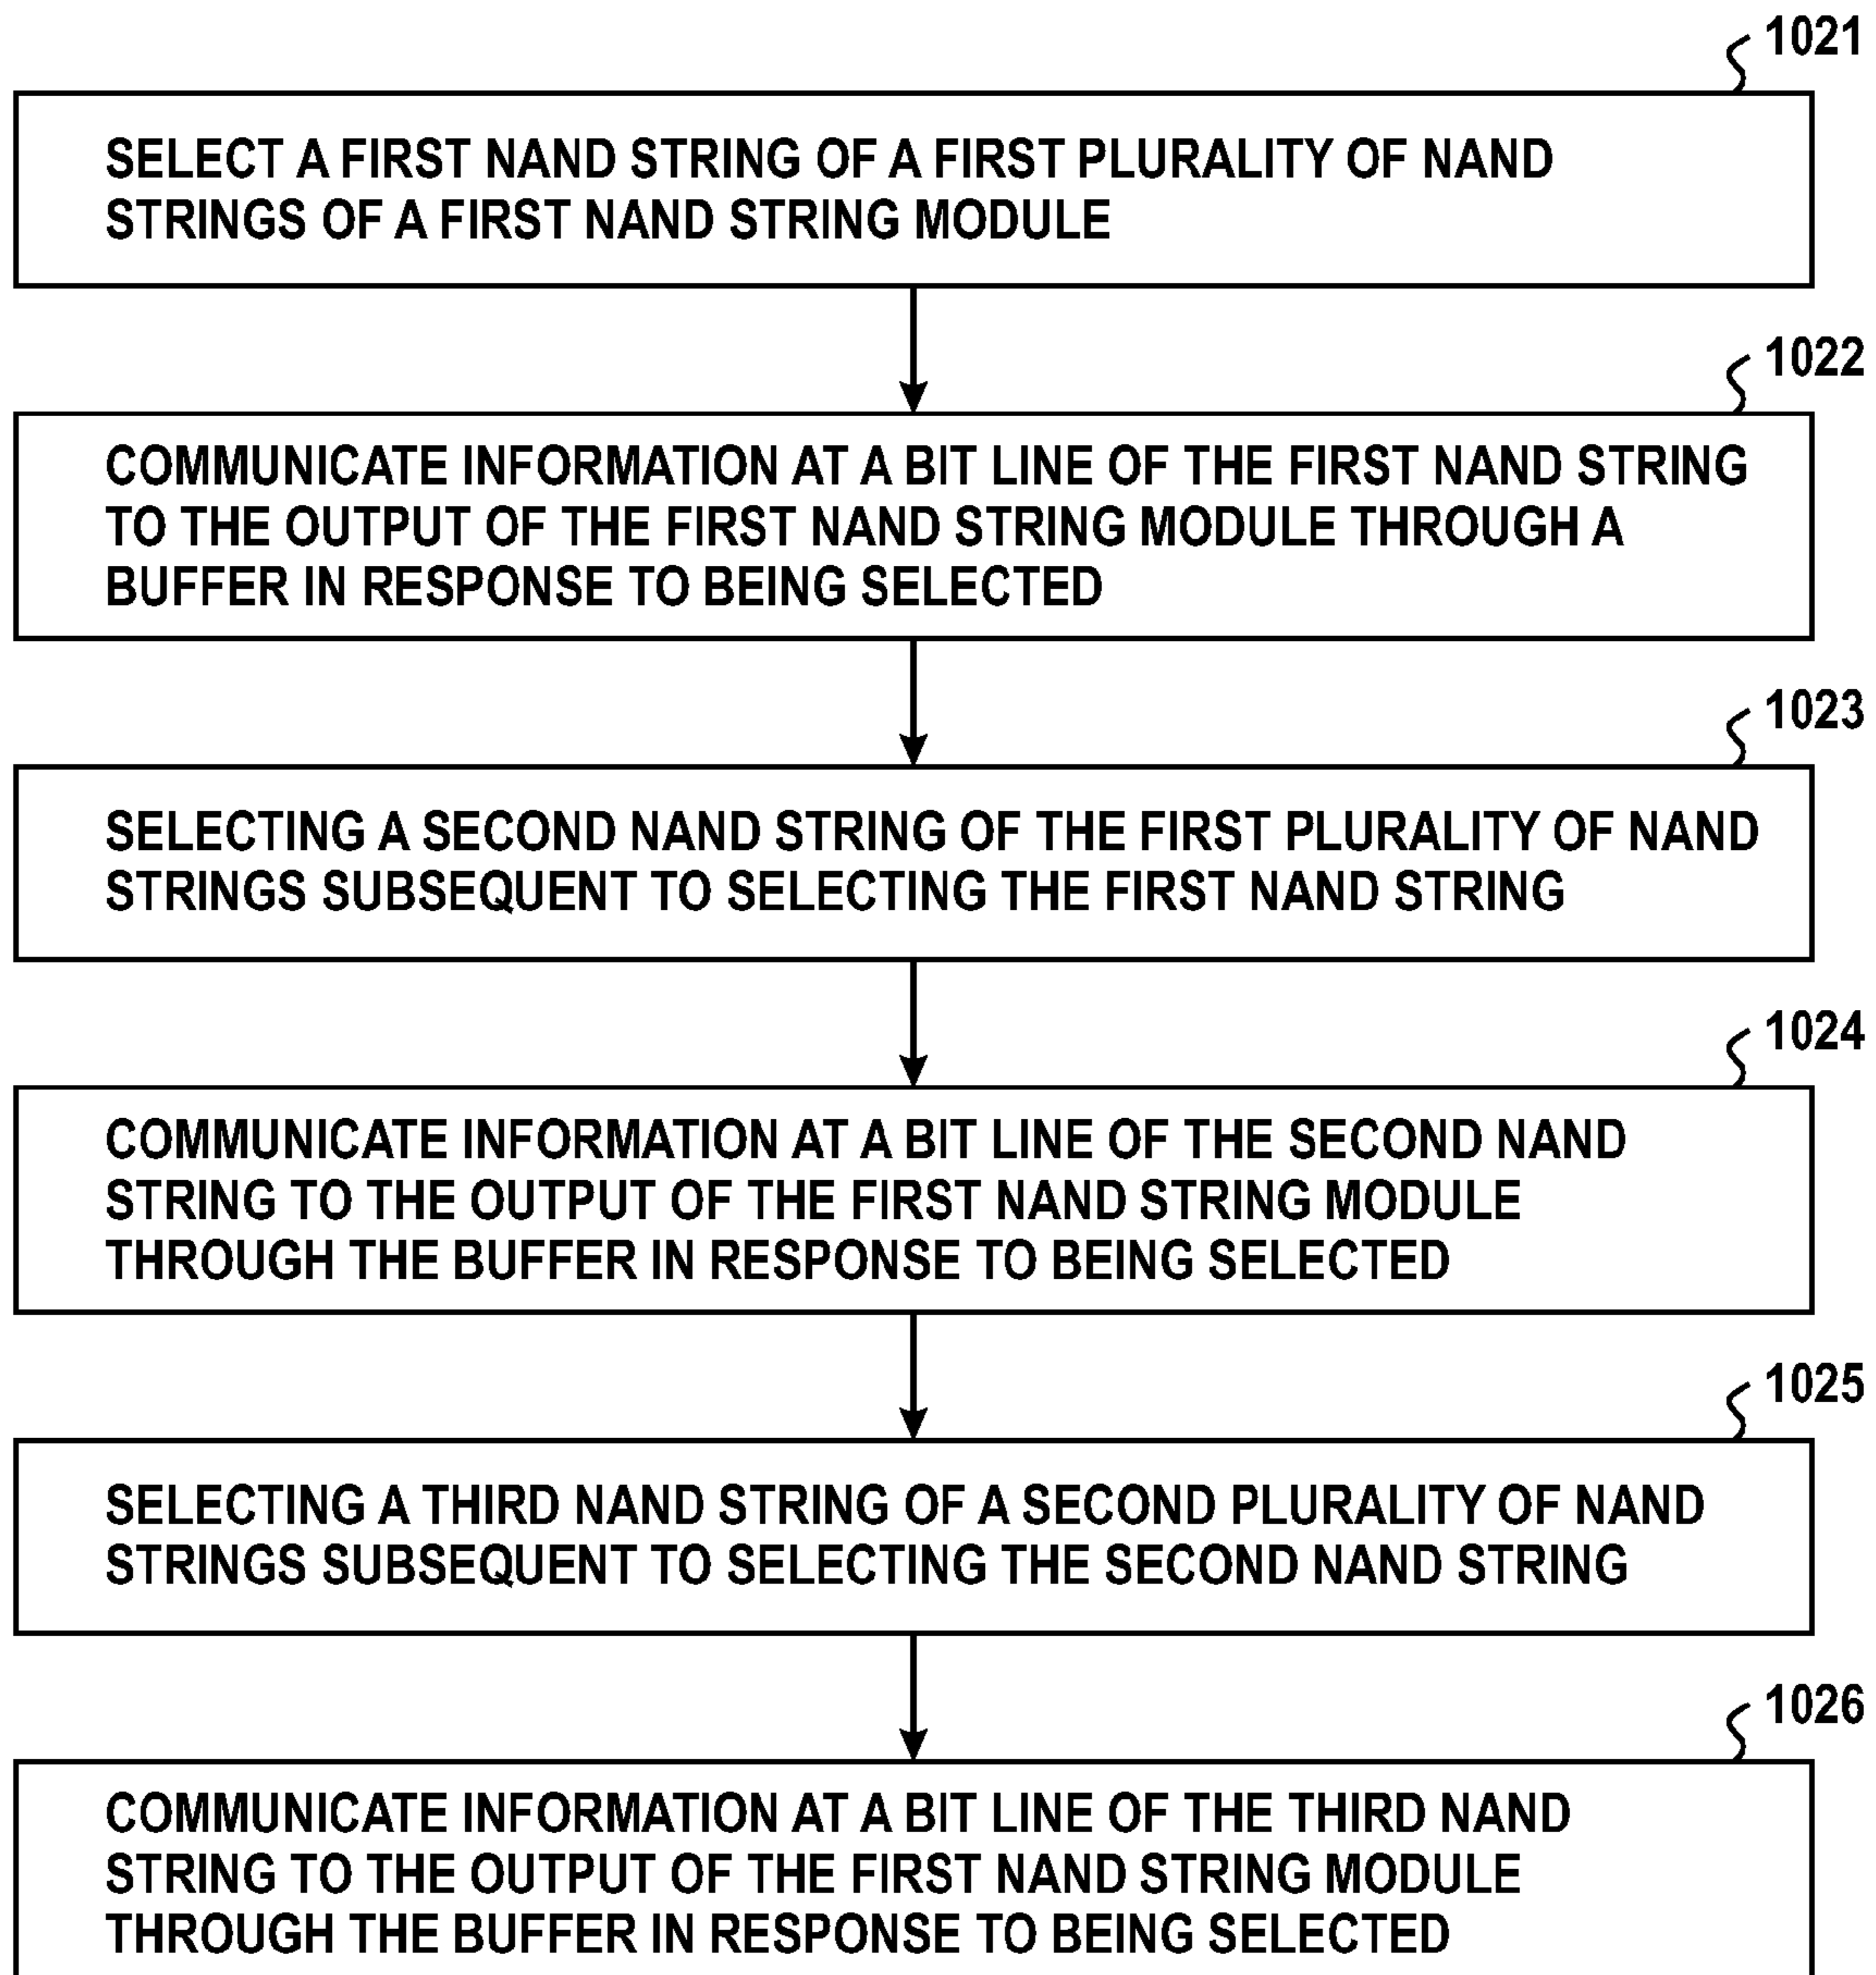 1021
SELECT A FIRST NAND STRING OF A FIRST PLURALITY OF NAND
STRINGS OF A FIRST NAND STRING MODULE
1022
COMMUNICATE INFORMATION AT A BIT LINE OF THE FIRST NAND STRING
TO THE OUTPUT OF THE FIRST NAND STRING MODULE THROUGH A
BUFFER IN RESPONSE TO BEING SELECTED
1023
SELECTING A SECOND NAND STRING OF THE FIRST PLURALITY OF NAND
STRINGS SUBSEQUENT TO SELECTING THE FIRST NAND STRING
1024
COMMUNICATE INFORMATION AT A BIT LINE OF THE SECOND NAND
STRING TO THE OUTPUT OF THE FIRST NAND STRING MODULE
THROUGH THE BUFFER IN RESPONSE TO BEING SELECTED
1025
SELECTING A THIRD NAND STRING OF A SECOND PLURALITY OF NAND
STRINGS SUBSEQUENT TO SELECTING THE SECOND NAND STRING
1026
COMMUNICATE INFORMATION AT A BIT LINE OF THE THIRD NAND
STRING TO THE OUTPUT OF THE FIRST NAND STRING MODULE
THROUGH THE BUFFER IN RESPONSE TO BEING SELECTED